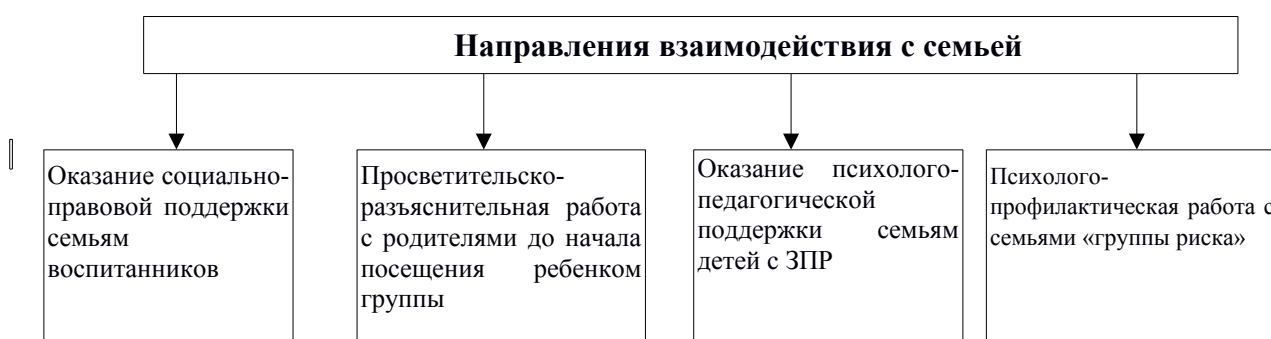 Направления взаимодействия с семьей
Оказание социально-
правовой поддержки
семьям
воспитанников
Просветительско-
разъяснительная работа
с родителями до начала
посещения ребенком
группы
Оказание психолого-
педагогической
поддержки семьям
детей с ЗПР
Психолого-
профилактическая работа с
семьями «группы риска»